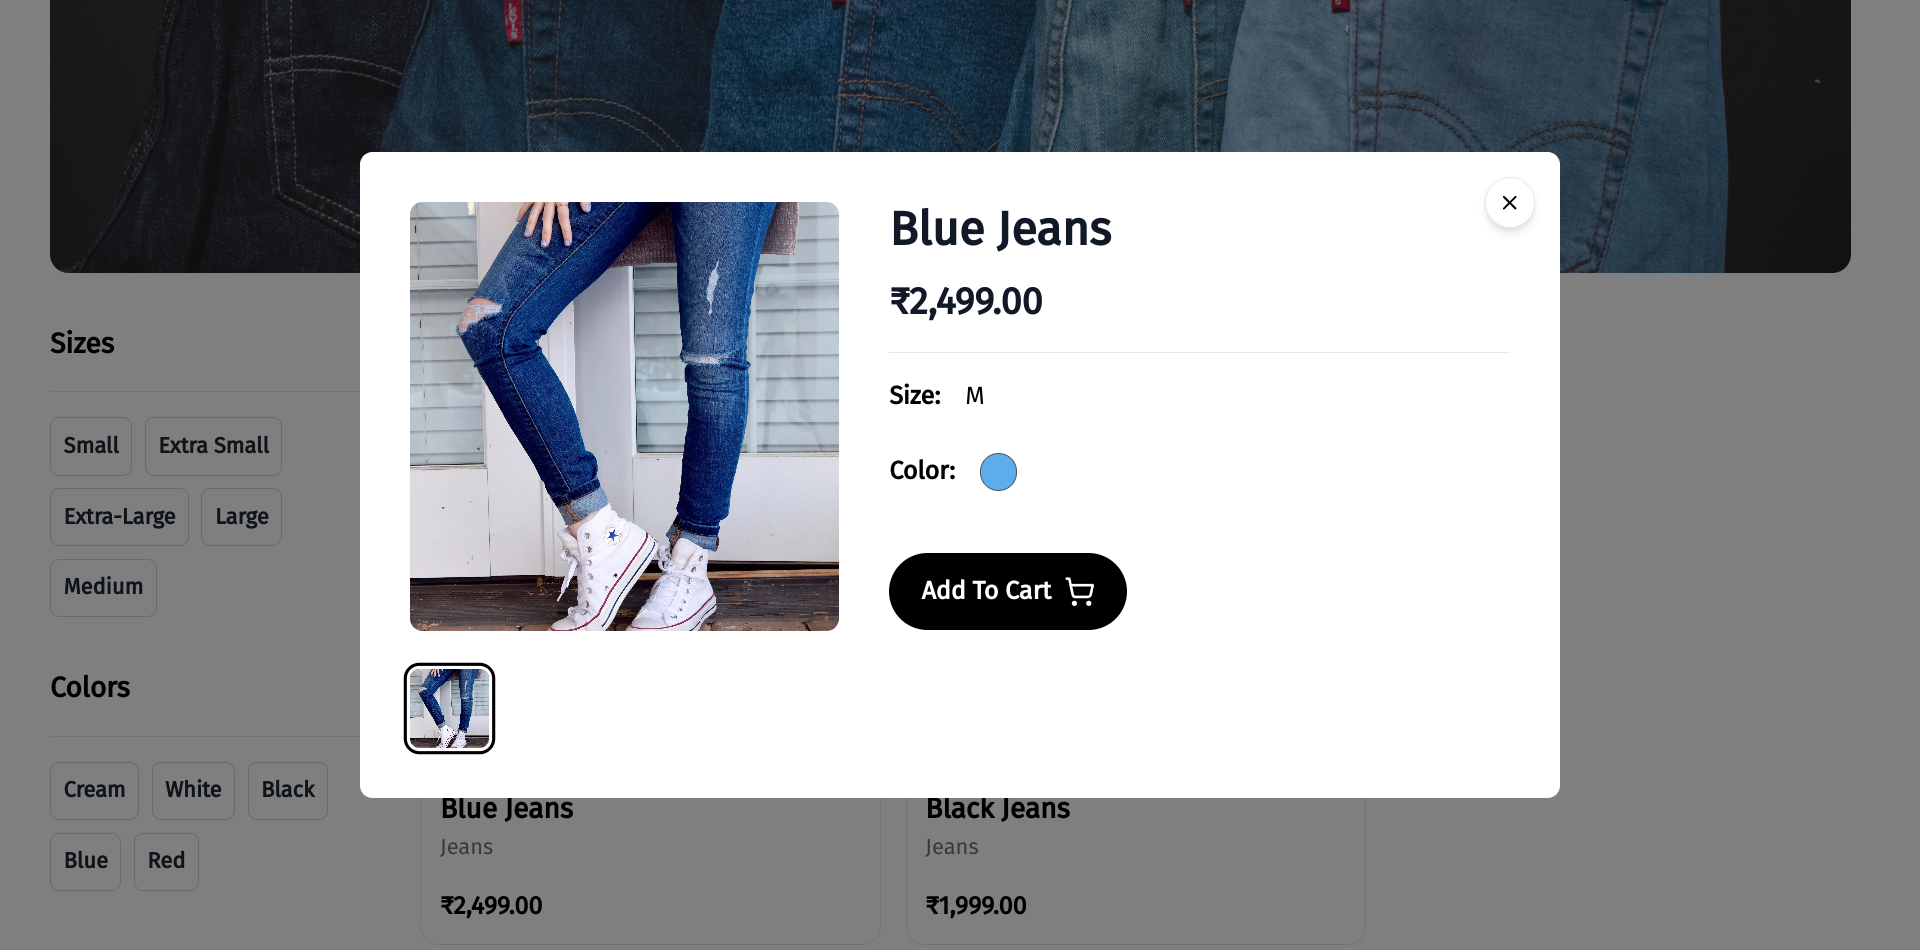 Blue Jeans
₹2,499.00
Size: M
Color:
Add To Cart
Sizes
Small
Extra Small
Extra-Large
Large
Medium
Colors
Cream
White
Black
Blue
Red
Blue Jeans
Jeans
₹2,499.00
Black Jeans
Jeans
₹1,999.00